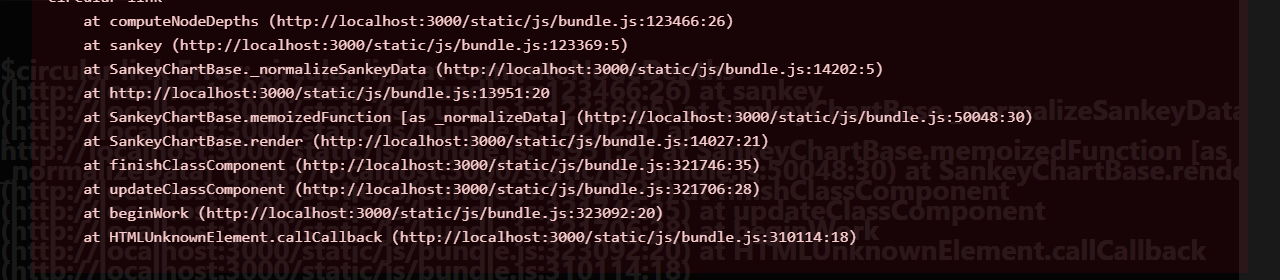 circular link
at computeNodeDepths (http://localhost:3000/static/js/bundle.js:123466:26)
at sankey (http://localhost:3000/static/js/bundle.js:123369:5)
at SankeyChartBase._normalizeSankeyData (http://localhost:3000/static/js/bundle.js:14202:5)
at http://localhost:3000/static/js/bundle.js:13951:20
at SankeyChartBase.memoizedFunction [as _normalizeData] (http://localhost:3000/static/js/bundle.js:50048:30)
at SankeyChartBase.render (http://localhost:3000/static/js/bundle.js:14027:21)
at finishClassComponent (http://localhost:3000/static/js/bundle.js:321746:35)
at updateClassComponent (http://localhost:3000/static/js/bundle.js:321706:28)
at beginWork (http://localhost:3000/static/js/bundle.js:323092:20)
at HTMLUnknownElement.callCallback (http://localhost:3000/static/js/bundle.js:310114:18)